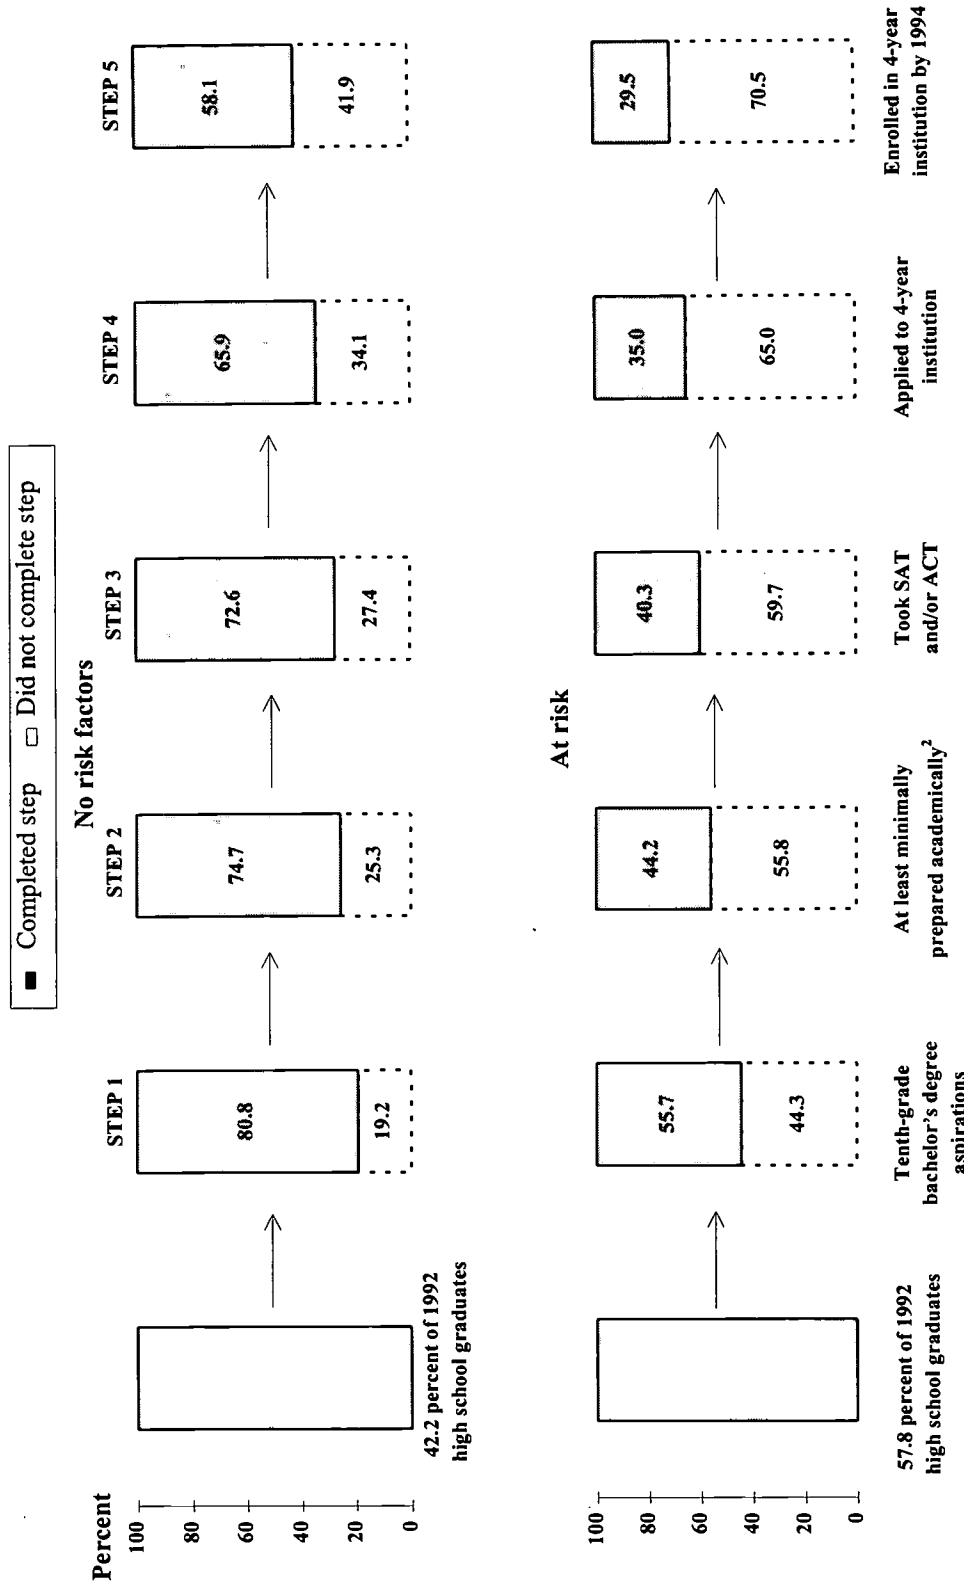 ■ Completed step □ Did not complete step
No risk factors
Percent
STEP 1
STEP 2
STEP 3
STEP 4
STEP 5
100
80
60
40
20
0
80.8
74.7
72.6
65.9
58.1
19.2
25.3
27.4
34.1
41.9
42.2 percent of 1992
high school graduates
At risk
100
80
60
40
20
0
55.7
44.2
40.3
35.0
29.5
44.3
55.8
59.7
65.0
70.5
57.8 percent of 1992
high school graduates
Tenth-grade
bachelor's degree
aspirations
At least minimally
prepared academically²
Took SAT
and/or ACT
Applied to 4-year
institution
Enrolled in 4-year
institution by 1994